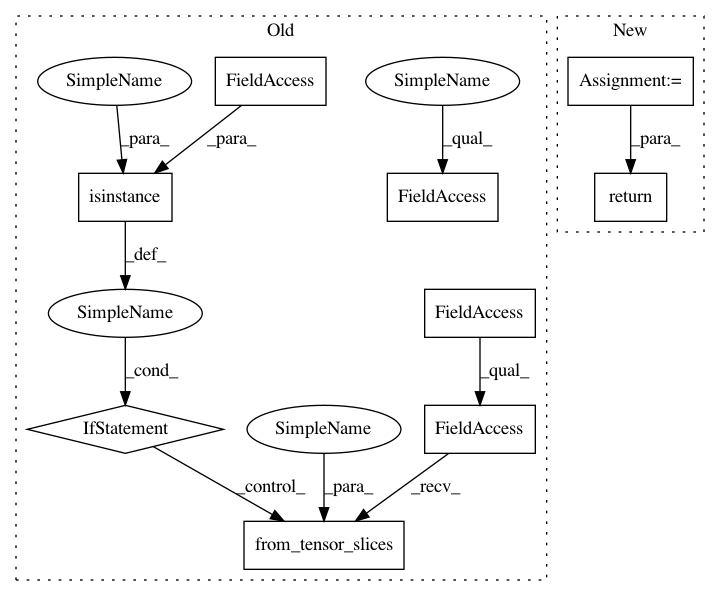 Old
New
SimpleName
FieldAccess
SimpleName
Assignment:=
_para_
_para_
_qual_
_para_
isinstance
FieldAccess
return
_def_
SimpleName
FieldAccess
_cond_
_qual_
IfStatement
SimpleName
FieldAccess
_control_
_para_
_recv_
from_tensor_slices